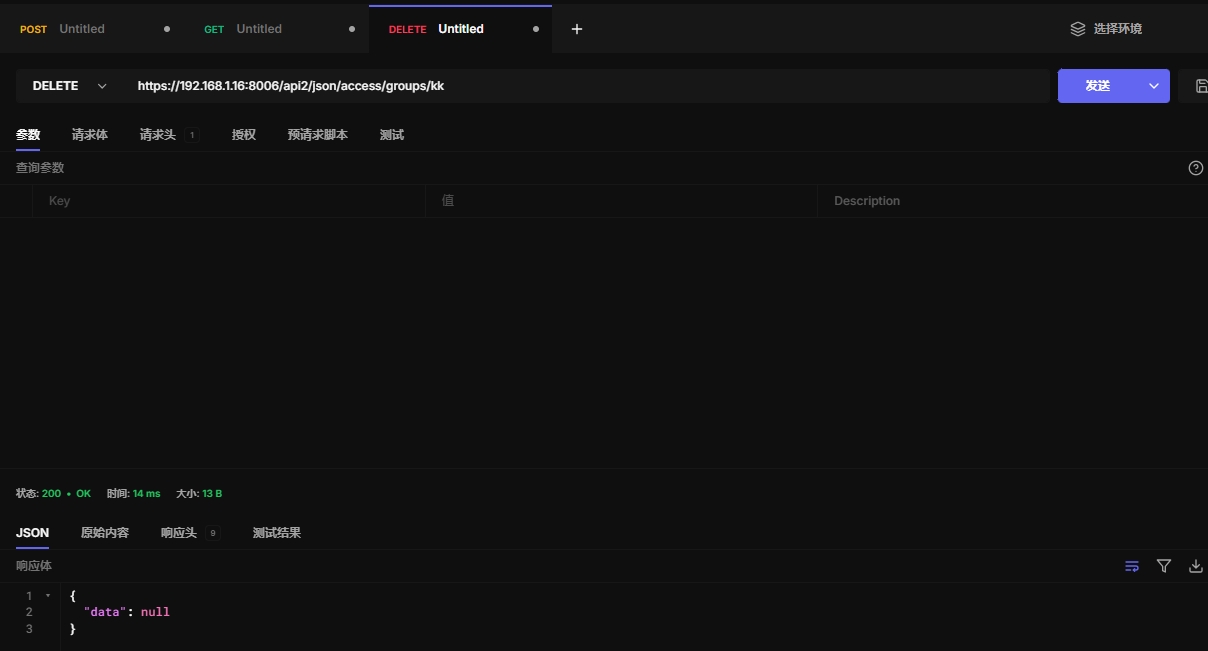 POST Untitled GET Untitled DELETE Untitled 选择环境
DELETE https://192.168.1.16:8006/api2/json/access/groups/kk 发送
参数 请求体 请求头 1 授权 预请求脚本 测试
查询参数
Key 值 Description
状态: 200 • OK 时间: 14 ms 大小: 13 B
JSON 原始内容 响应头 9 测试结果
响应体
1 {
2 "data": null
3 }